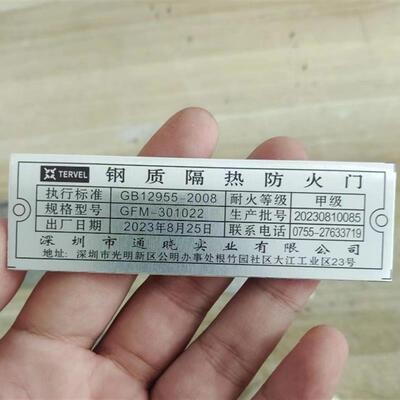 TERVEL 钢质隔热防火门
执行标准 GB12955-2008 耐火等级 甲级
规格型号 GFM-301022 生产批号 20230810085
出厂日期 2023年8月25日 联系电话 0755-27633719
深圳市通晓实业有限公司
地址:深圳市光明新区公明办事处根竹园社区大江工业区23号